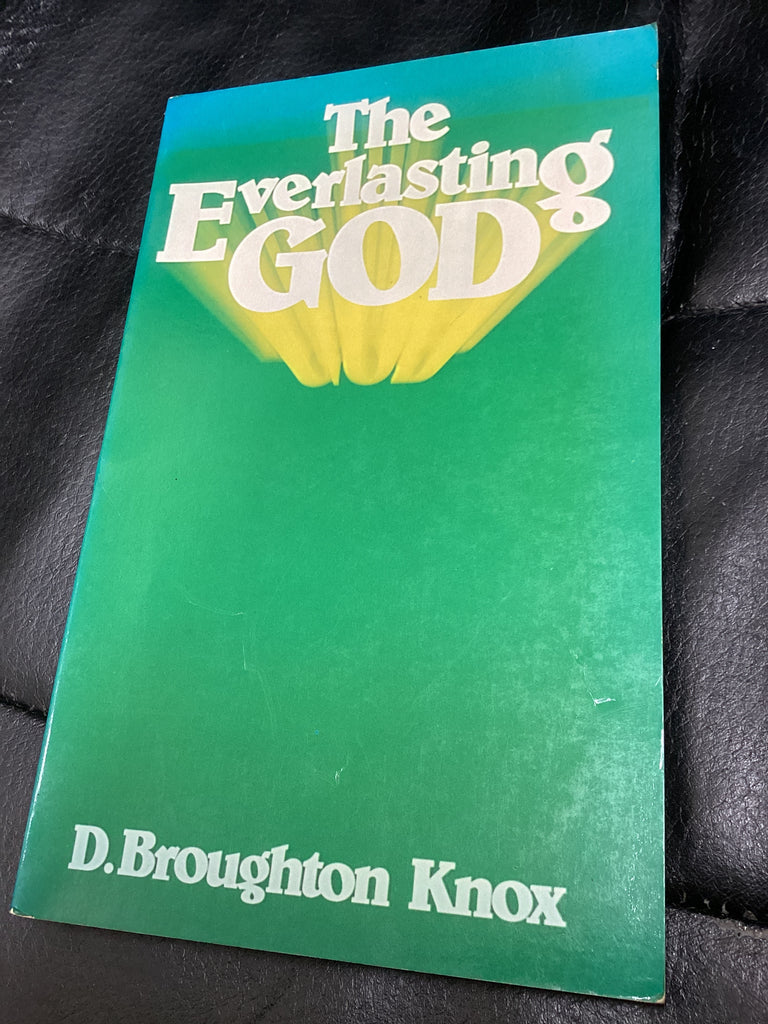 The
Everlasting
GOD
D. Broughton Knox